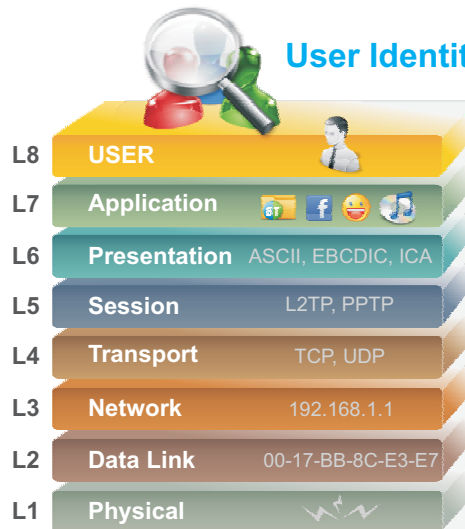 User Identit
L8 USER
L7 Application BT f
L6 Presentation ASCII, EBCDIC, ICA
L5 Session L2TP, PPTP
L4 Transport TCP, UDP
L3 Network 192.168.1.1
L2 Data Link 00-17-BB-8C-E3-E7
L1 Physical